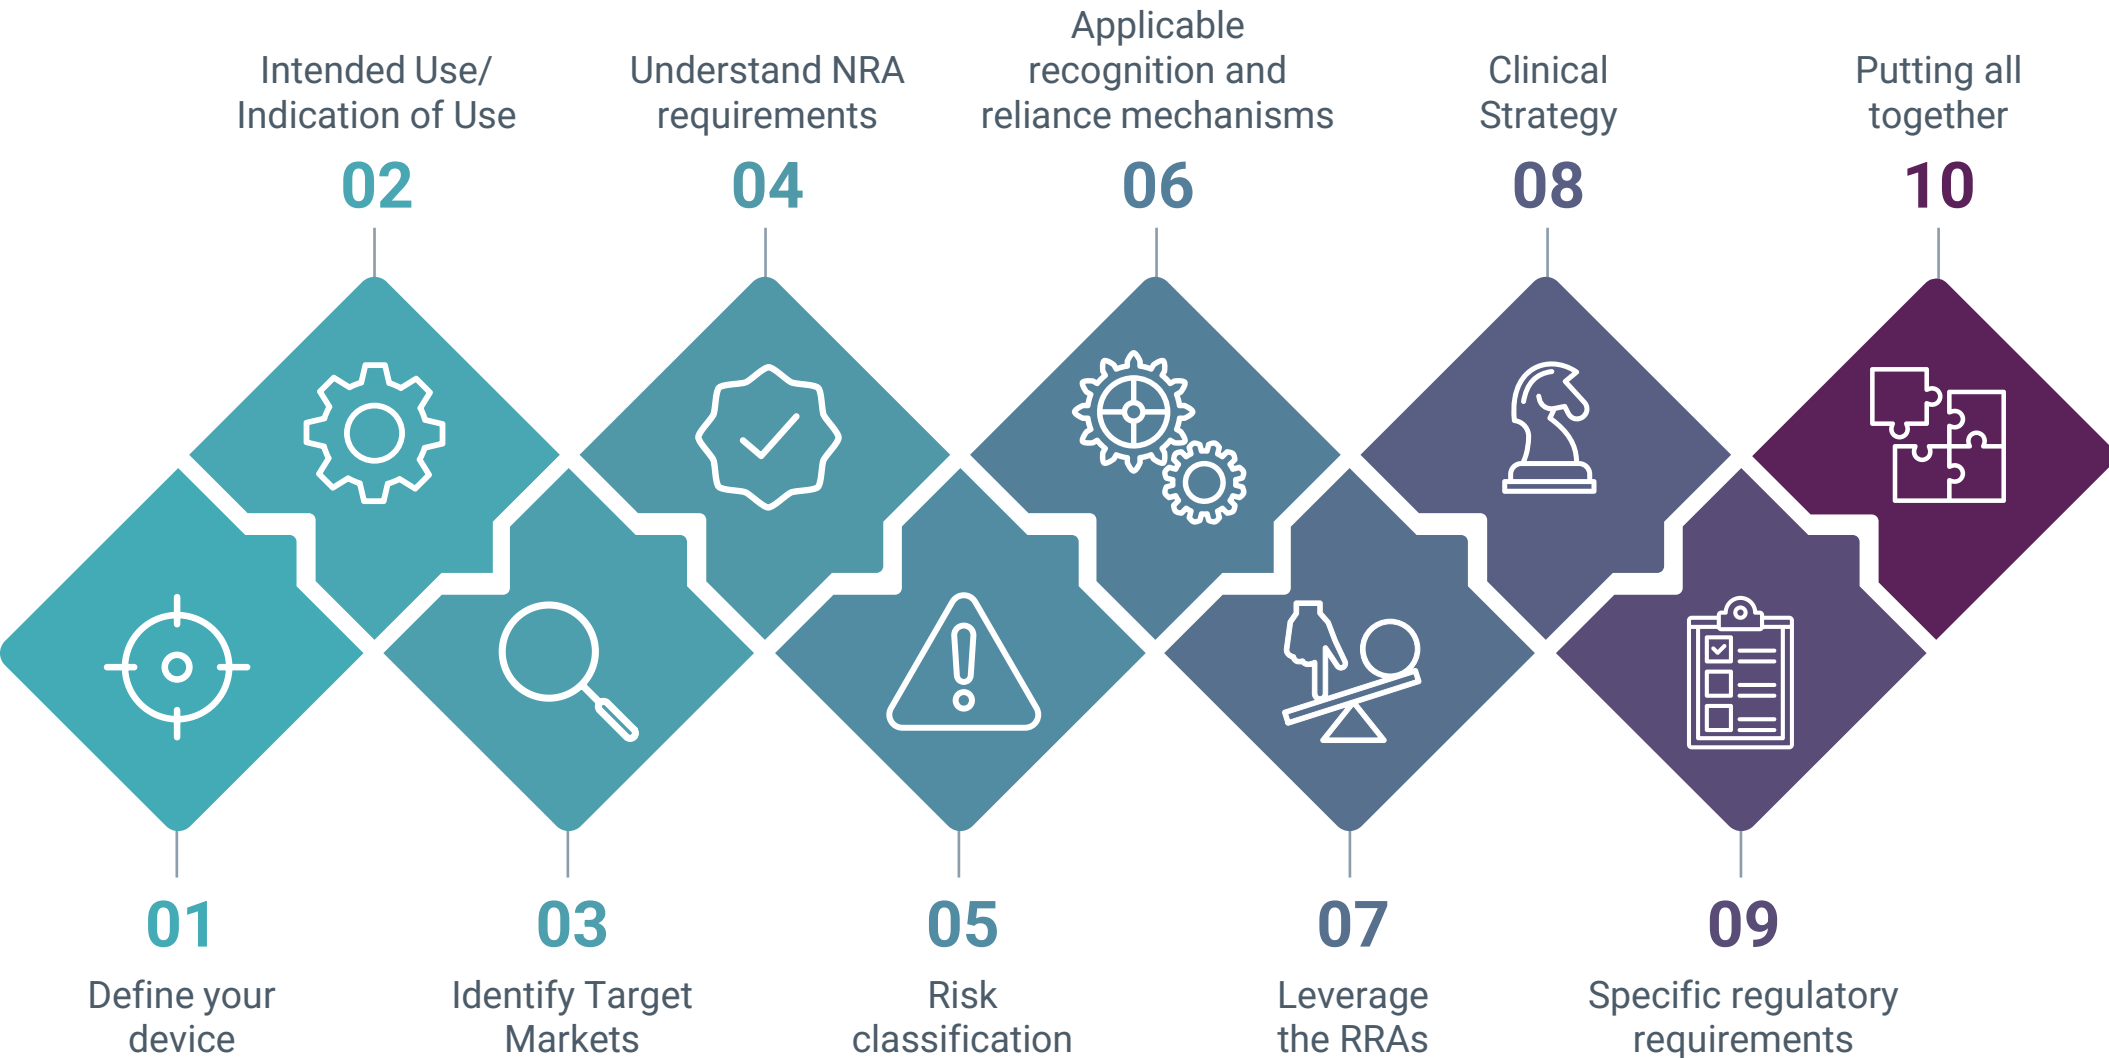 01
Define your
device
Intended Use/
Indication of Use
02
03
Identify Target
Markets
Understand NRA
requirements
04
05
Risk
classification
Applicable
recognition and
reliance mechanisms
06
07
Leverage
the RRAs
Clinical
Strategy
08
09
Specific regulatory
requirements
Putting all
together
10